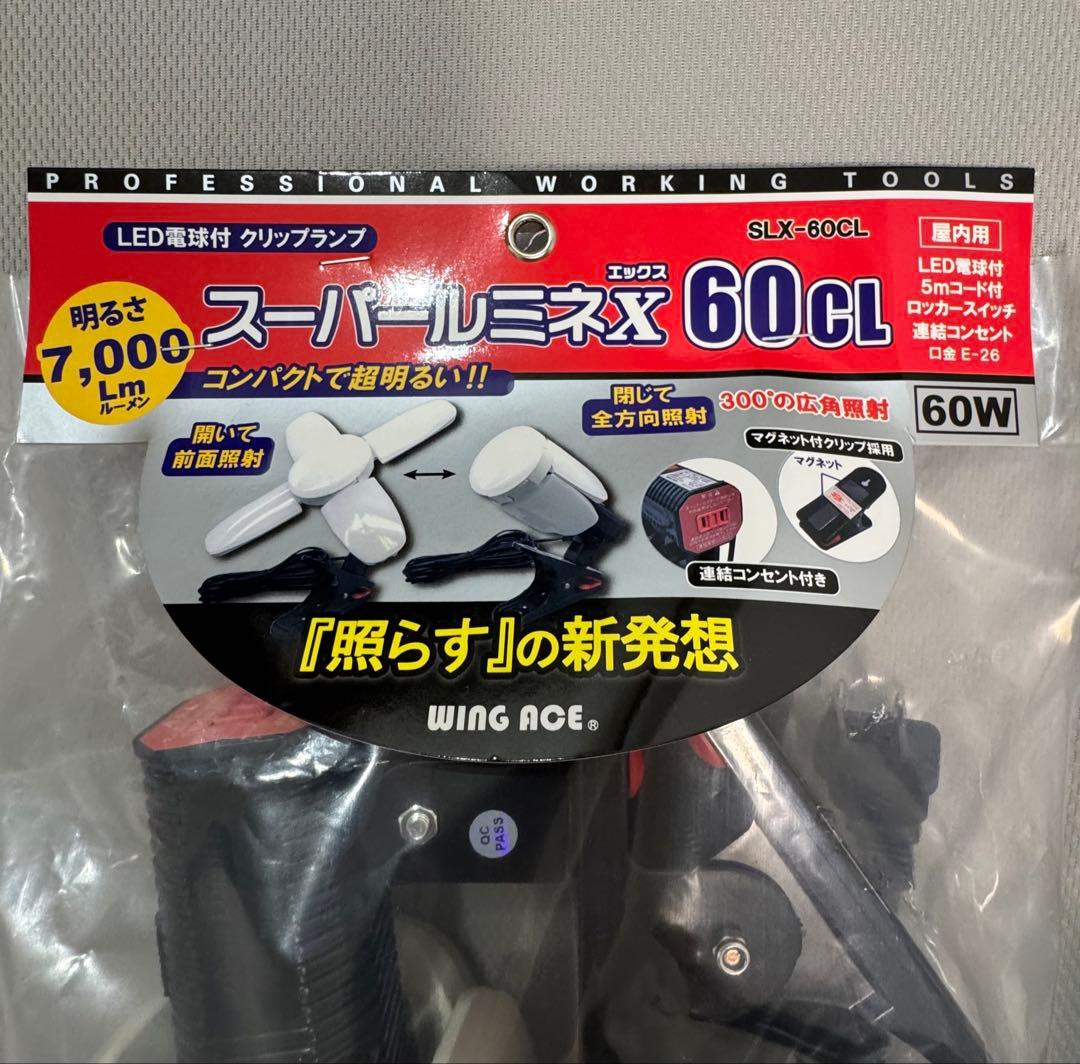 PROFESSIONAL WORKING TOOLS
LED電球付 クリップランプ
SLX-60CL
屋内用
LED電球付
5mコード付
ロッカースイッチ
連結コンセント
口金 E-26
60W
エックス
スーパールミネX 60CL
明るさ
7,000
Lm
ルーメン
コンパクトで超明るい!!
開いて
前面照射
閉じて
全方向照射
300°の広角照射
マグネット付クリップ採用
マグネット
連結コンセント付き
『照らす』の新発想
WING ACE®
QC
PASS